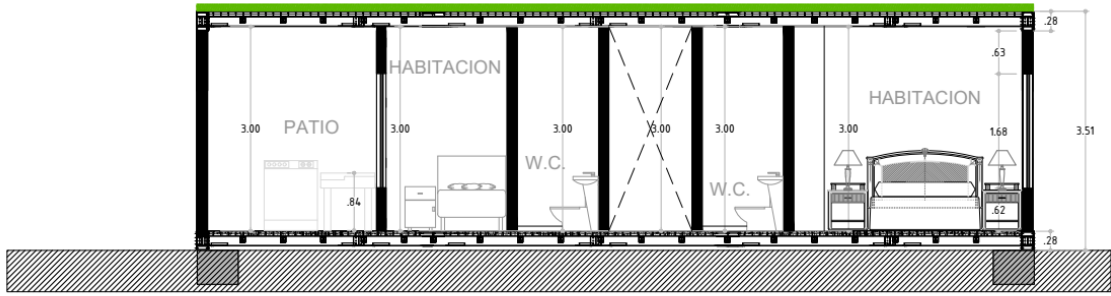 .28
.63
HABITACION
HABITACION
3.00
PATIO
3.00
3.00
3.00
3.00
3.00
1.68
3.51
W.C.
W.C.
.84
.62
.28